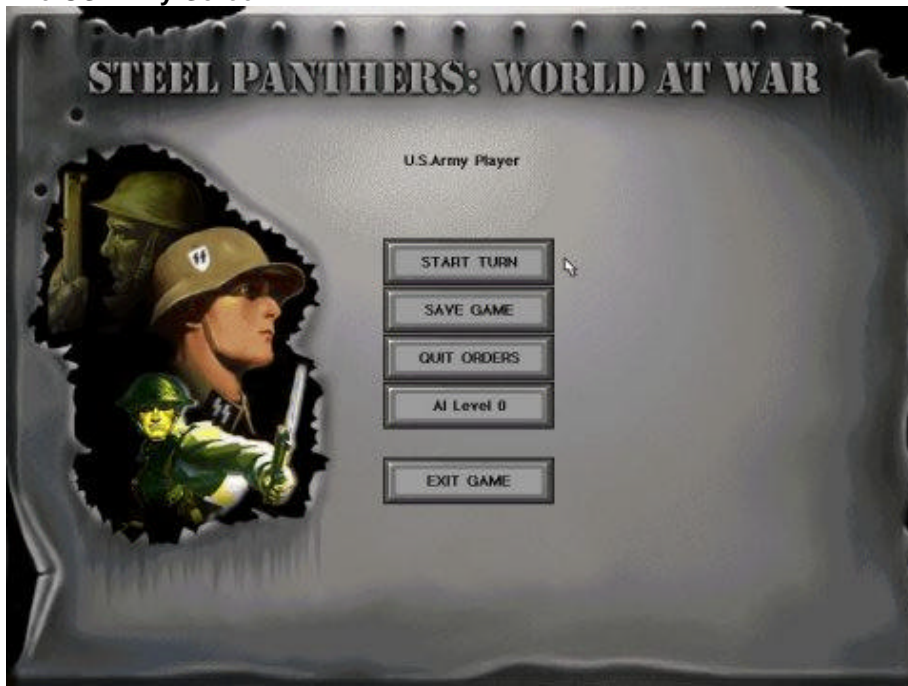 STEEL PANTHERS: WORLD AT WAR
U.S.Army Player
START TURN
SAVE GAME
QUIT ORDERS
AI Level 0
EXIT GAME